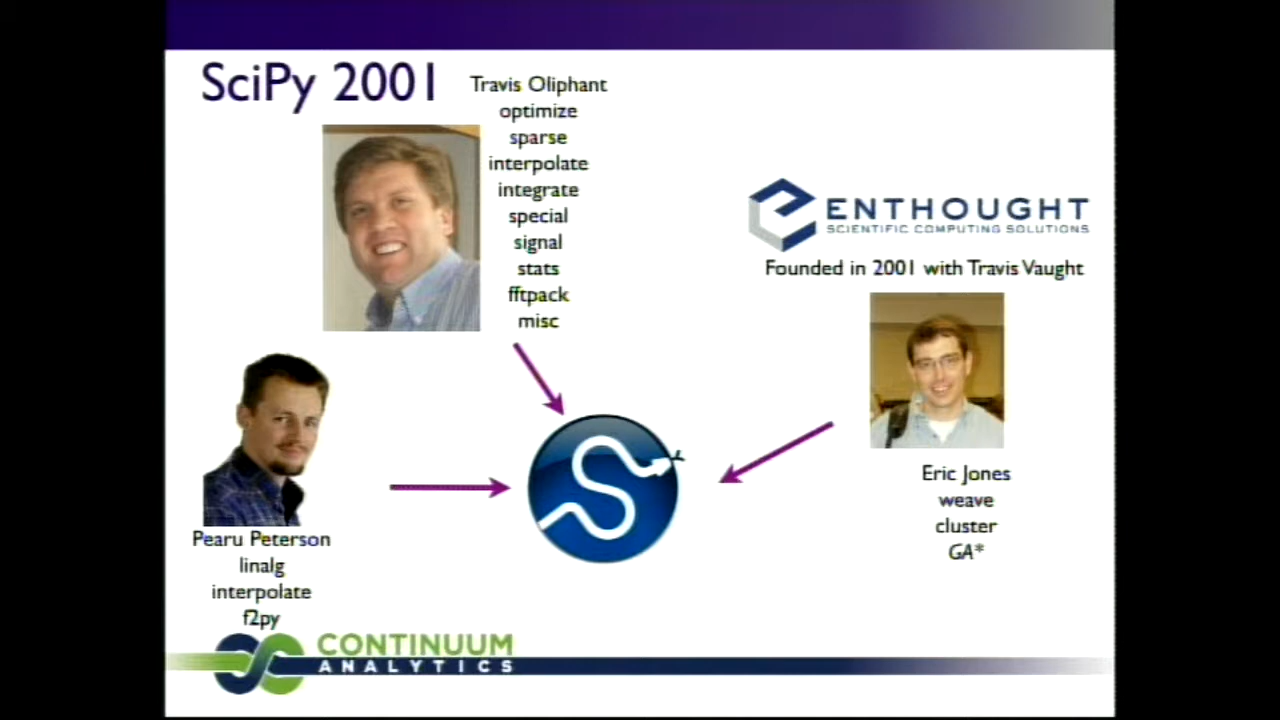 SciPy 2001
Travis Oliphant
optimize
sparse
interpolate
integrate
special
signal
stats
fftpack
misc
ENTHOUGHT
SCIENTIFIC COMPUTING SOLUTIONS
Founded in 2001 with Travis Vaught
Eric Jones
weave
cluster
GA*
Pearu Peterson
linalg
interpolate
f2py
CONTINUUM
ANALYTICS